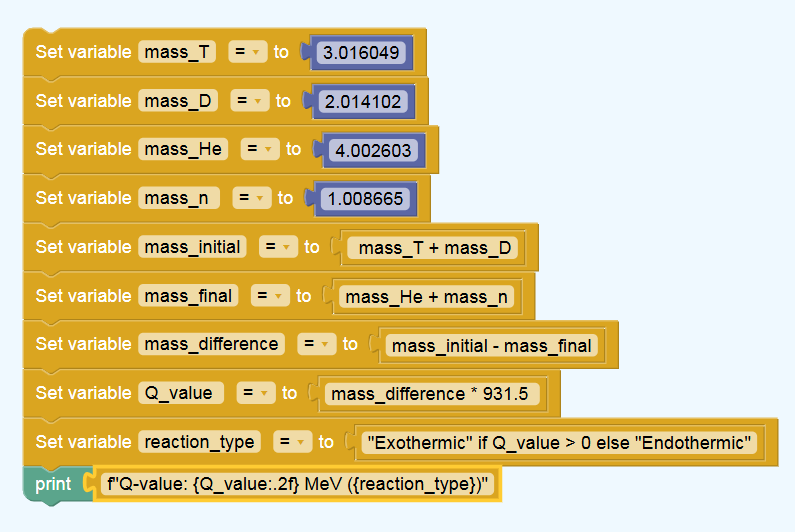 Set variable mass_T = to 3.016049
Set variable mass_D = to 2.014102
Set variable mass_He = to 4.002603
Set variable mass_n = to 1.008665
Set variable mass_initial = to mass_T + mass_D
Set variable mass_final = to mass_He + mass_n
Set variable mass_difference = to mass_initial - mass_final
Set variable Q_value = to mass_difference * 931.5
Set variable reaction_type = to "Exothermic" if Q_value > 0 else "Endothermic"
print f"Q-value: {Q_value:.2f} MeV ({reaction_type})"